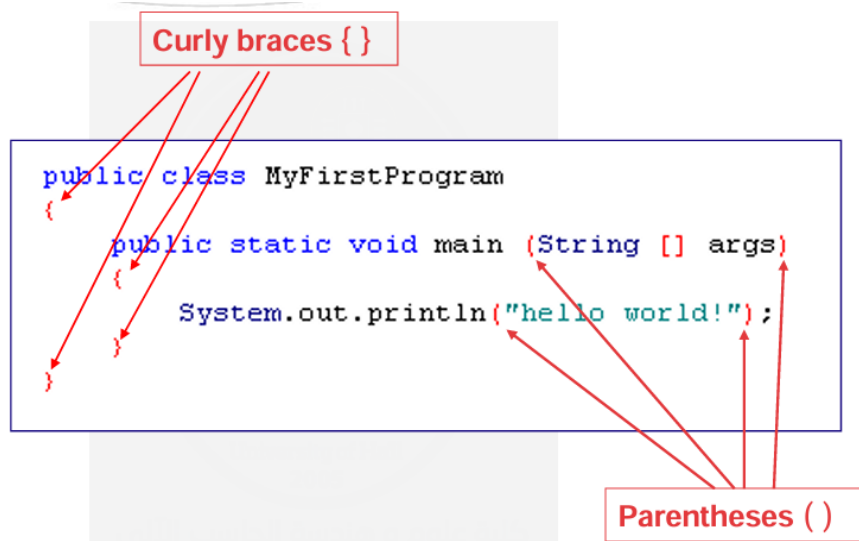 Curly braces { }
public class MyFirstProgram
{
public static void main (String [] args)
{
System.out.println("hello world!");
}
}
Parentheses ( )